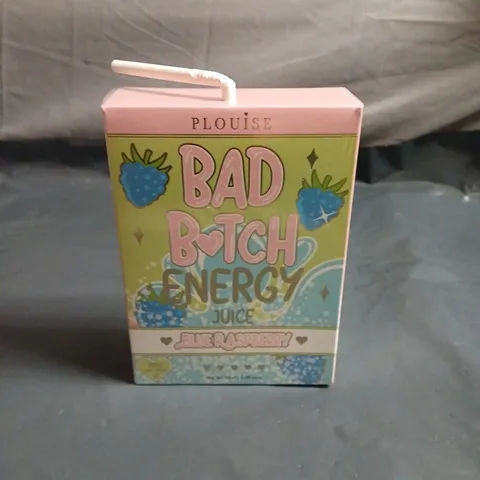 PLOUiSE
BAD
B♥TCH
ENERGY
JUICE
BLUE RASPBERRY